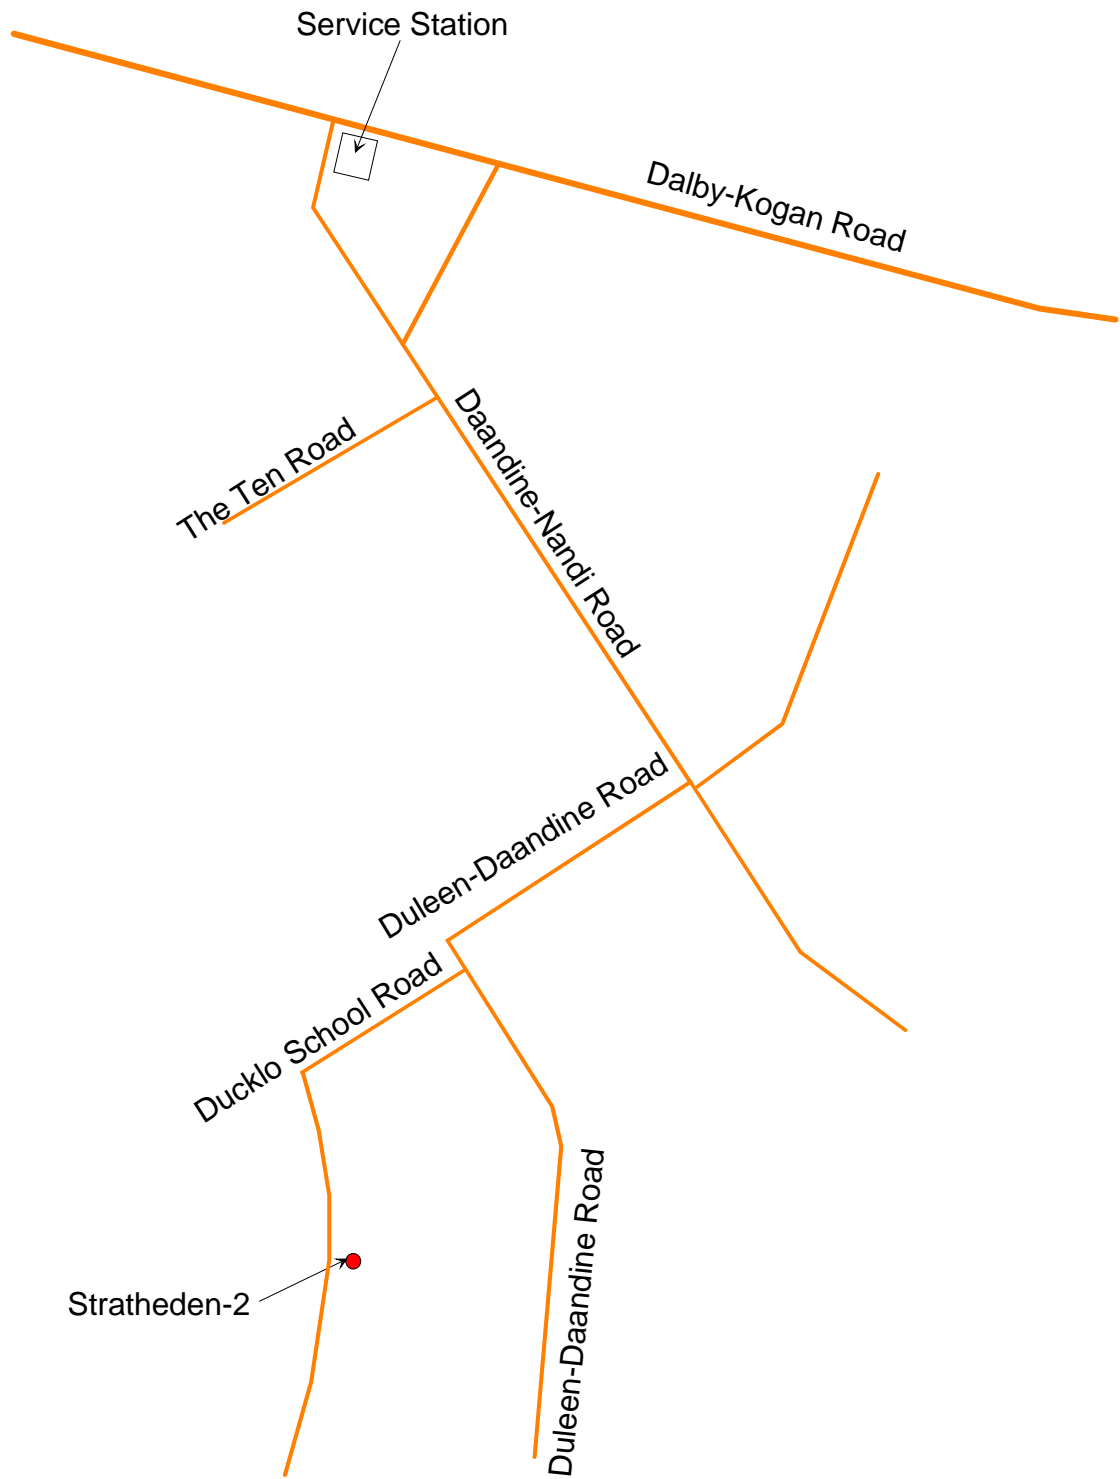 Service Station
Dalby-Kogan Road
The Ten Road
Daandine-Nandi Road
Duleen-Daandine Road
Ducklo School Road
Duleen-Daandine Road
Stratheden-2